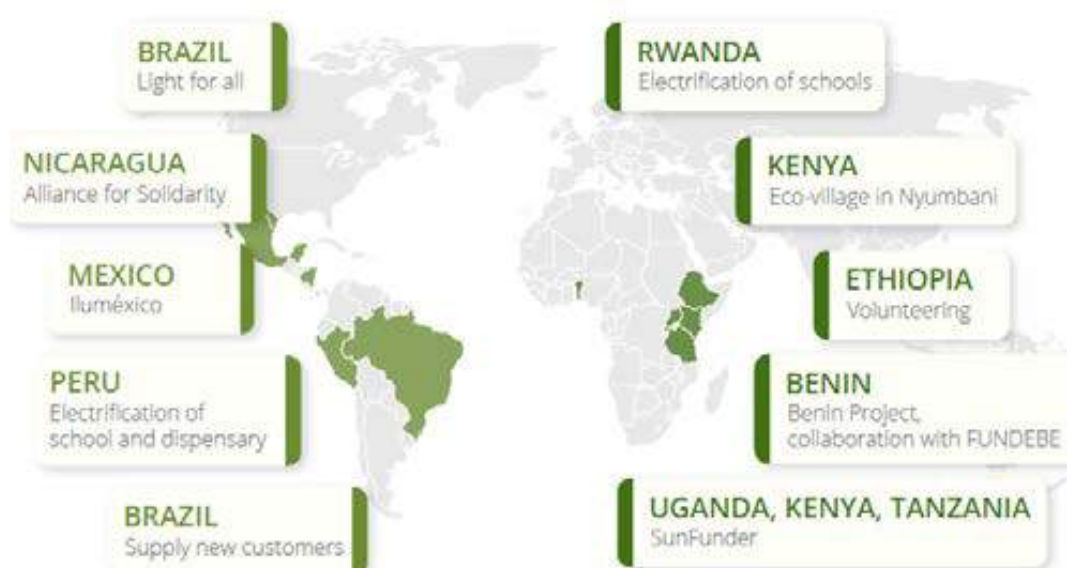 BRAZIL
Light for all
NICARAGUA
Alliance for Solidarity
MEXICO
Iluméxico
PERU
Electrification of
school and dispensary
BRAZIL
Supply new customers
RWANDA
Electrification of schools
KENYA
Eco-village in Nyumbani
ETHIOPIA
Volunteering
BENIN
Benin Project,
collaboration with FUNDEBE
UGANDA, KENYA, TANZANIA
SunFunder